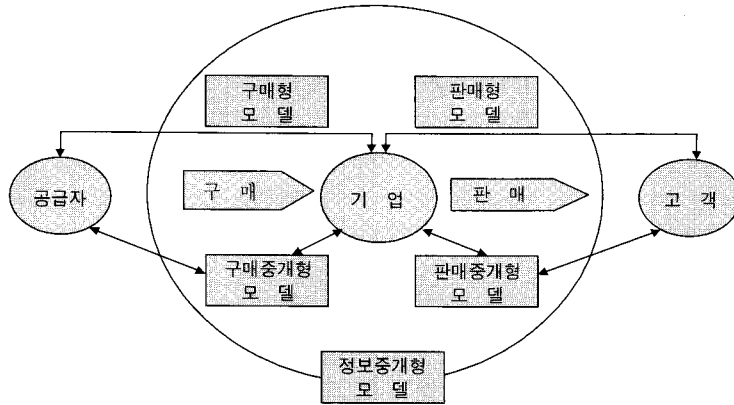 구매형
모 델
판매형
모 델
공급자
구 매
기 업
판 매
고 객
구매중개형
모 델
판매중개형
모 델
정보중개형
모 델